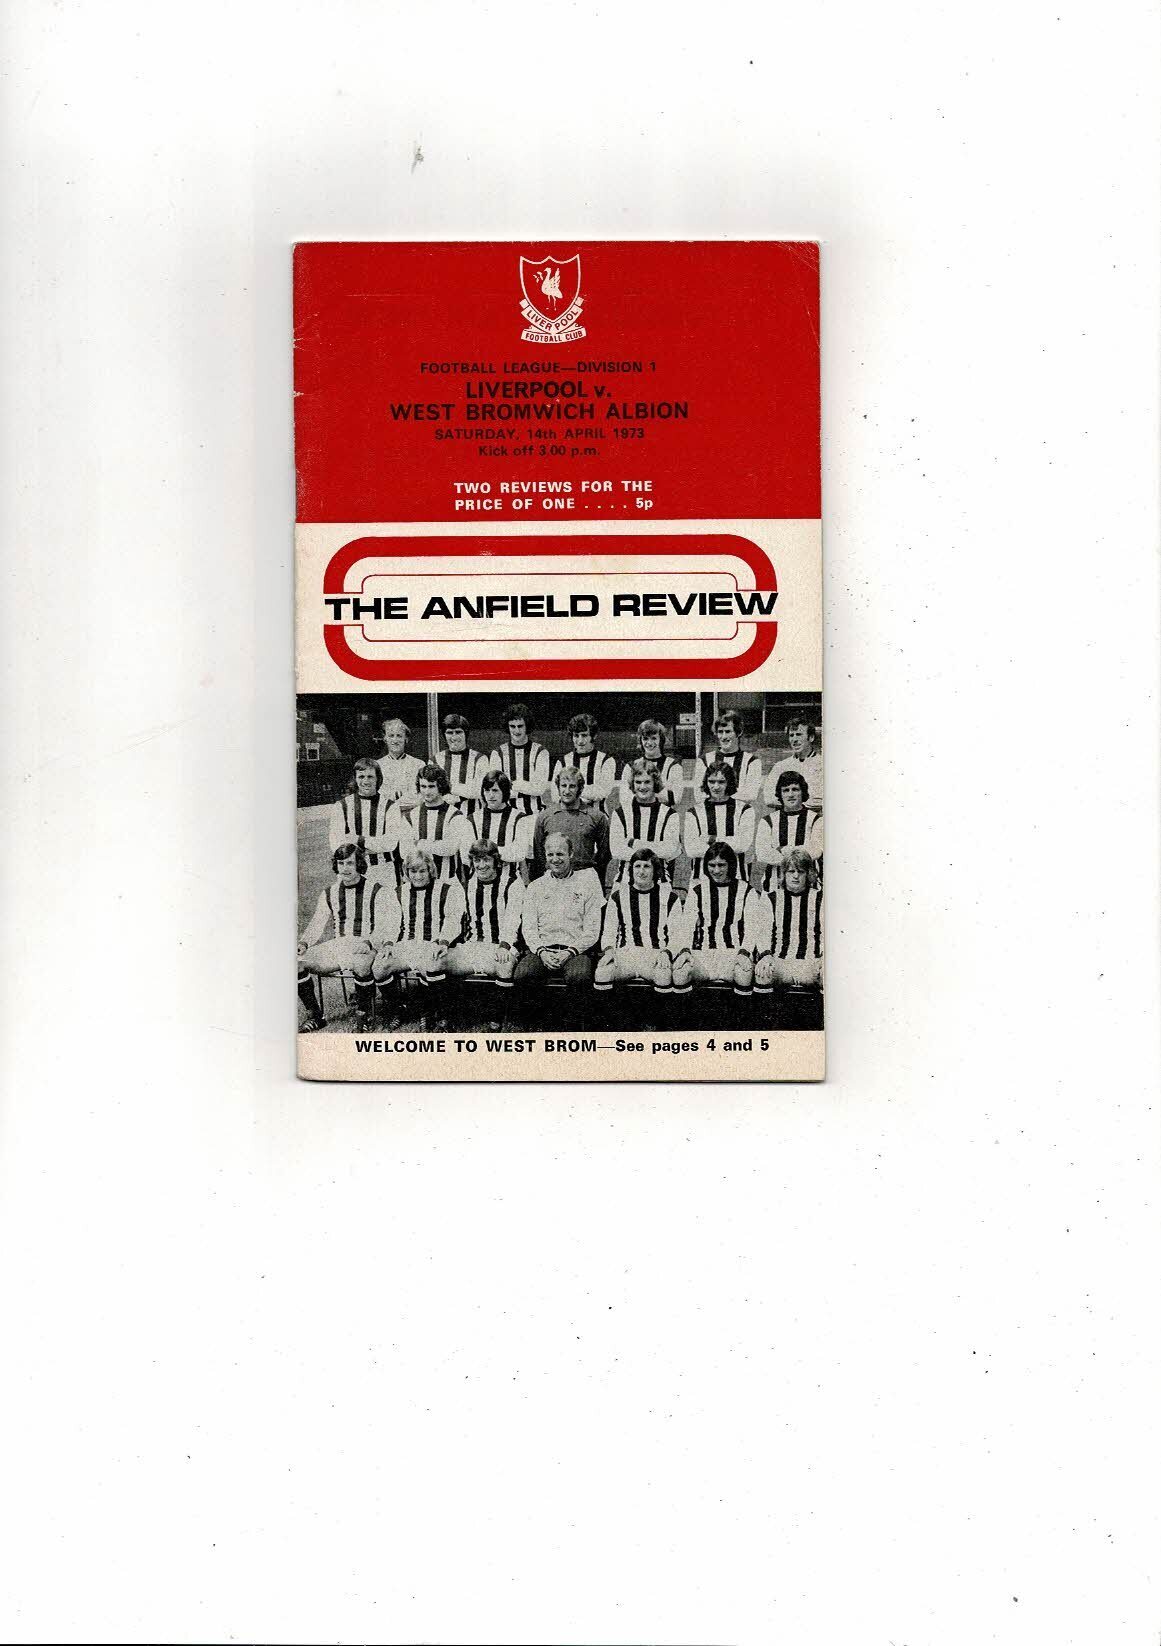 LIVERPOOL
FOOTBALL CLUB
FOOTBALL LEAGUE—DIVISION 1
LIVERPOOL v.
WEST BROMWICH ALBION
SATURDAY, 14th APRIL 1973
Kick off 3.00 p.m.
TWO REVIEWS FOR THE
PRICE OF ONE . . . . 5p
THE ANFIELD REVIEW
WELCOME TO WEST BROM—See pages 4 and 5